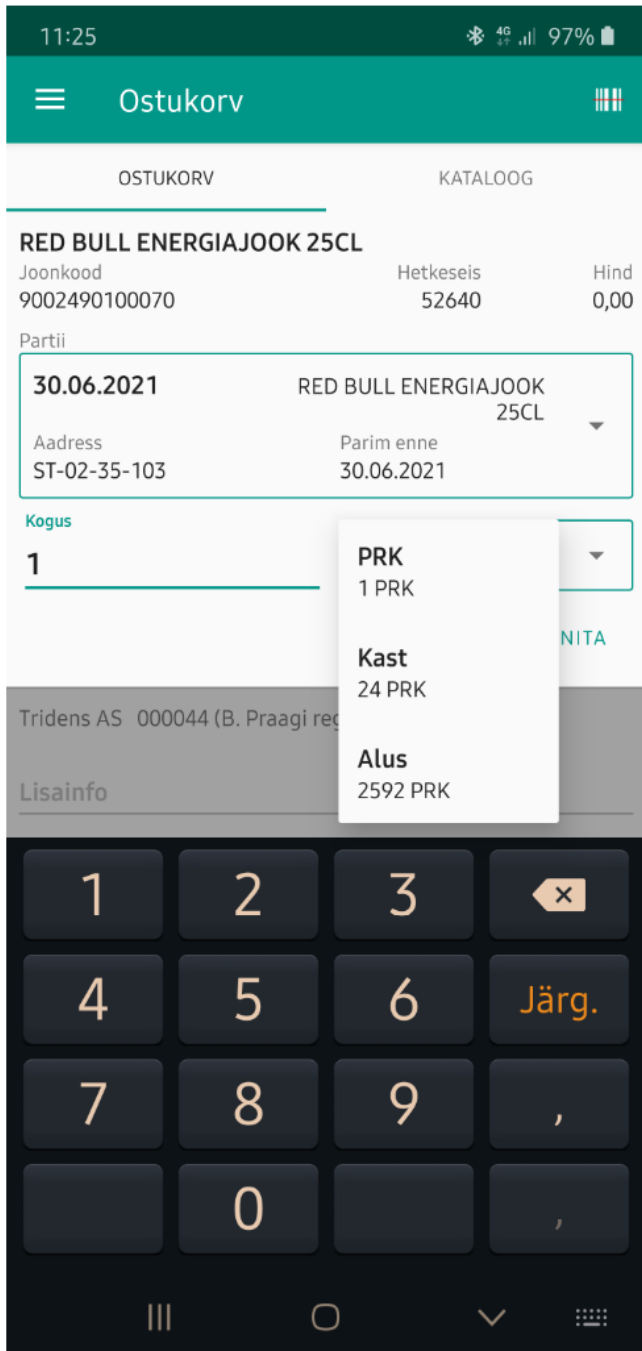 11:25 4G 97%
Ostukorv
OSTUKORV KATALOOG
RED BULL ENERGIAJOOK 25CL
Joonkood Hetkeseis Hind
9002490100070 52640 0,00
Partii
30.06.2021 RED BULL ENERGIAJOOK
25CL
Aadress Parim enne
ST-02-35-103 30.06.2021
Kogus
1
PRK
1 PRK
NITA
Kast
24 PRK
Tridens AS 000044 (B. Praagi reg
Alus
2592 PRK
Lisainfo
1 2 3
4 5 6 Järg.
7 8 9 ,
0 ,